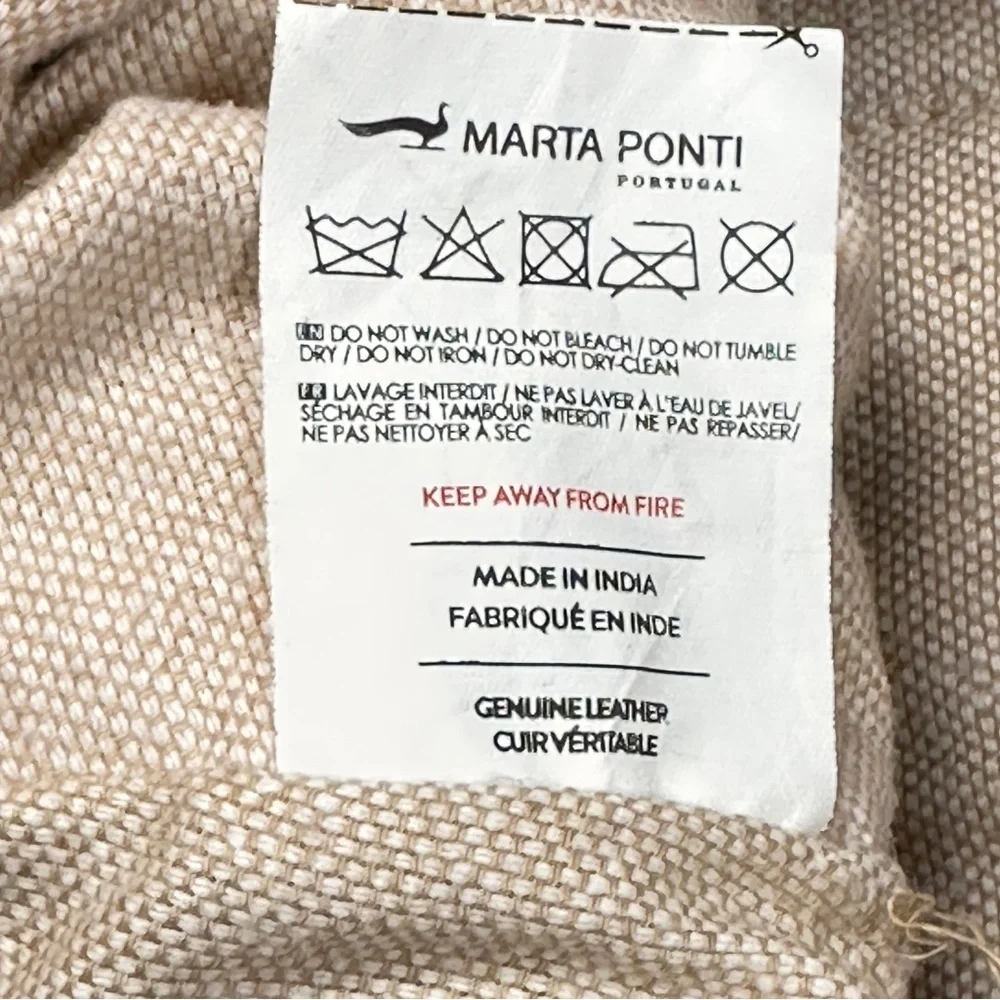 MARTA PONTI
PORTUGAL
EN DO NOT WASH / DO NOT BLEACH / DO NOT TUMBLE
DRY / DO NOT IRON / DO NOT DRY-CLEAN
FR LAVAGE INTERDIT / NE PAS LAVER À L'EAU DE JAVEL/
SÉCHAGE EN TAMBOUR INTERDIT / NE PAS REPASSER/
NE PAS NETTOYER À SEC
KEEP AWAY FROM FIRE
MADE IN INDIA
FABRIQUÉ EN INDE
GENUINE LEATHER
CUIR VÉRITABLE